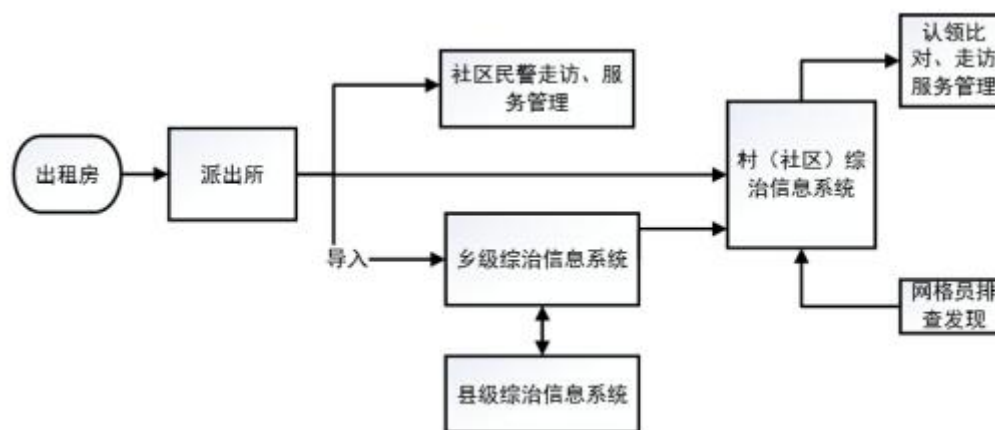 社区民警走访、服
务管理
认领比
对、走访
服务管理
出租房
派出所
村（社区）综
治信息系统
导入
乡级综治信息系统
网格员排
查发现
县级综治信息系统